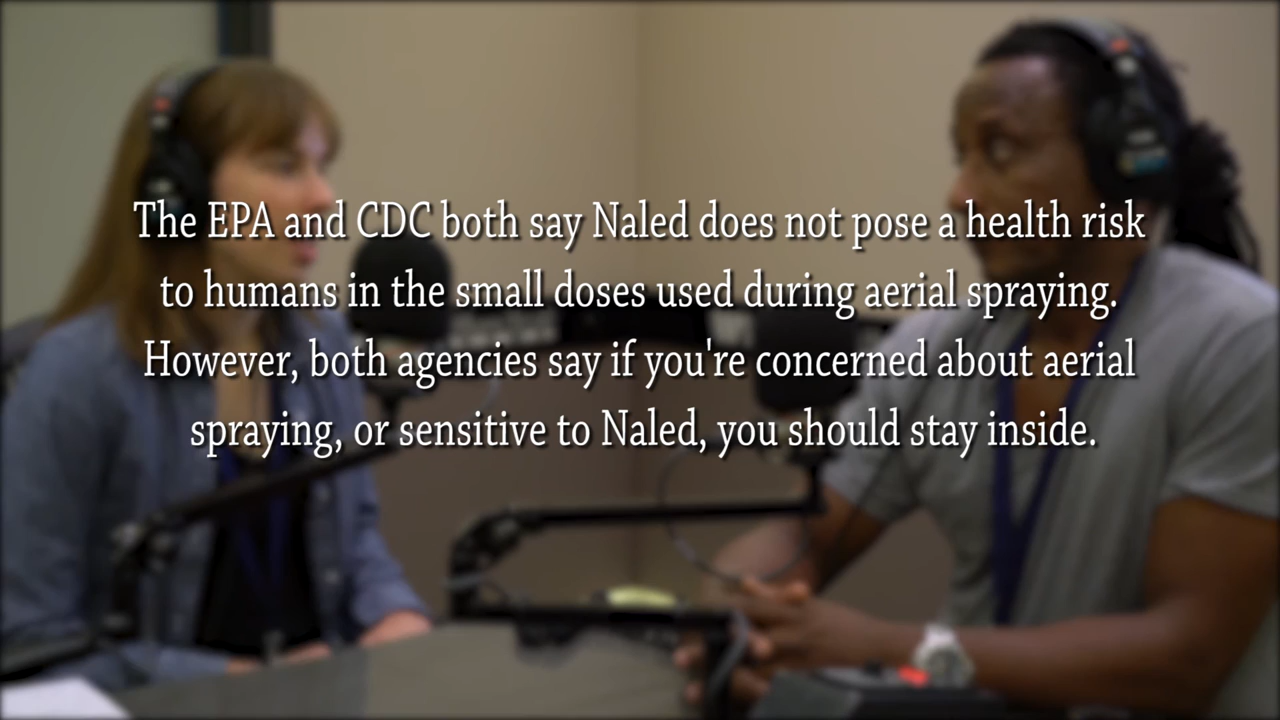 The EPA and CDC both say Naled does not pose a health risk
to humans in the small doses used during aerial spraying.
However, both agencies say if you're concerned about aerial
spraying, or sensitive to Naled, you should stay inside.